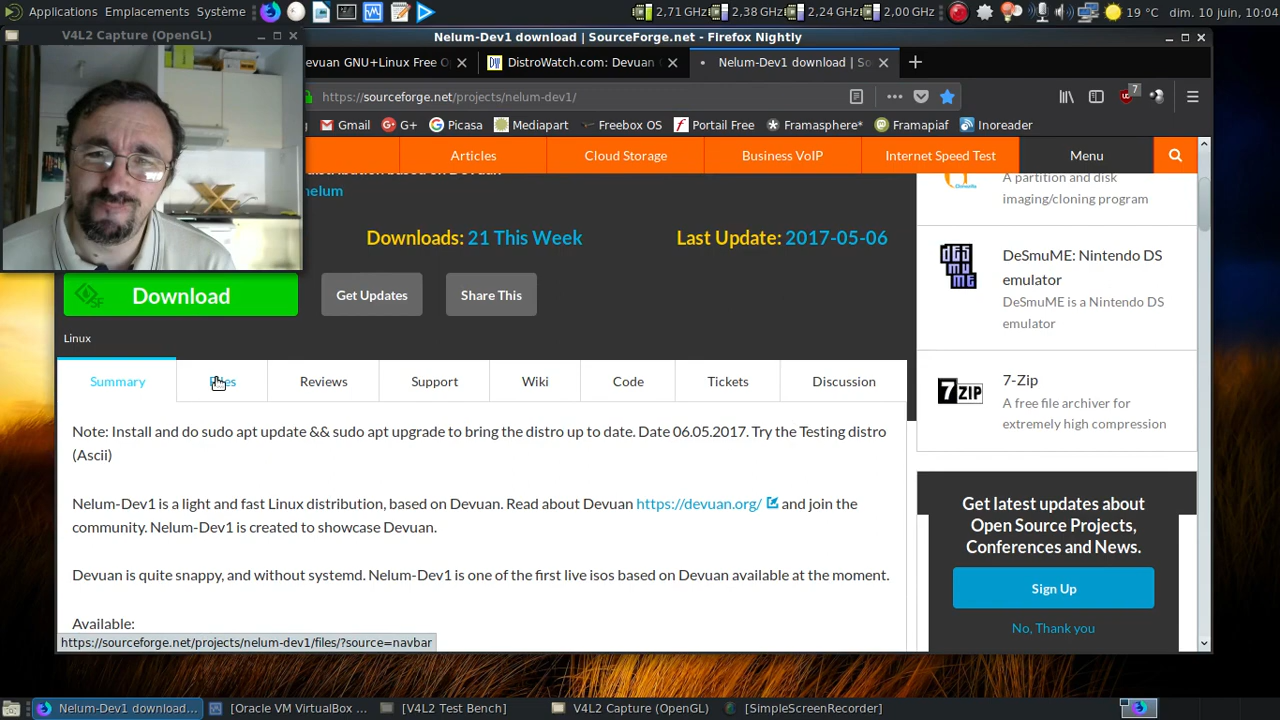 Applications Emplacements Système 2,71 GHz 2,38 GHz 2,24 GHz 2,00 GHz 19 °C dim. 10 juin, 10:04
V4L2 Capture (OpenGL)
Nelum-Dev1 download | SourceForge.net - Firefox Nightly
evuan GNU+Linux Free O DistroWatch.com: Devuan Nelum-Dev1 download | So
https://sourceforge.net/projects/nelum-dev1/ 7
Gmail G+ Picasa Mediapart Freebox OS Portail Free Framasphere* Framapiaf Inoreader
Articles Cloud Storage Business VoIP Internet Speed Test Menu
distribution based on Devuan
nelum
A partition and disk
imaging/cloning program
Downloads: 21 This Week Last Update: 2017-05-06
DeSmuME: Nintendo DS
emulator
DeSmuME is a Nintendo DS
emulator
Download Get Updates Share This
Linux
Summary Files Reviews Support Wiki Code Tickets Discussion
7-Zip
A free file archiver for
extremely high compression
Note: Install and do sudo apt update && sudo apt upgrade to bring the distro up to date. Date 06.05.2017. Try the Testing distro
(Ascii)
Nelum-Dev1 is a light and fast Linux distribution, based on Devuan. Read about Devuan https://devuan.org/ and join the
community. Nelum-Dev1 is created to showcase Devuan.
Devuan is quite snappy, and without systemd. Nelum-Dev1 is one of the first live isos based on Devuan available at the moment.
Available:
Get latest updates about
Open Source Projects,
Conferences and News.
Sign Up
No, Thank you
https://sourceforge.net/projects/nelum-dev1/files/?source=navbar
Nelum-Dev1 download... [Oracle VM VirtualBox ... [V4L2 Test Bench] V4L2 Capture (OpenGL) [SimpleScreenRecorder]